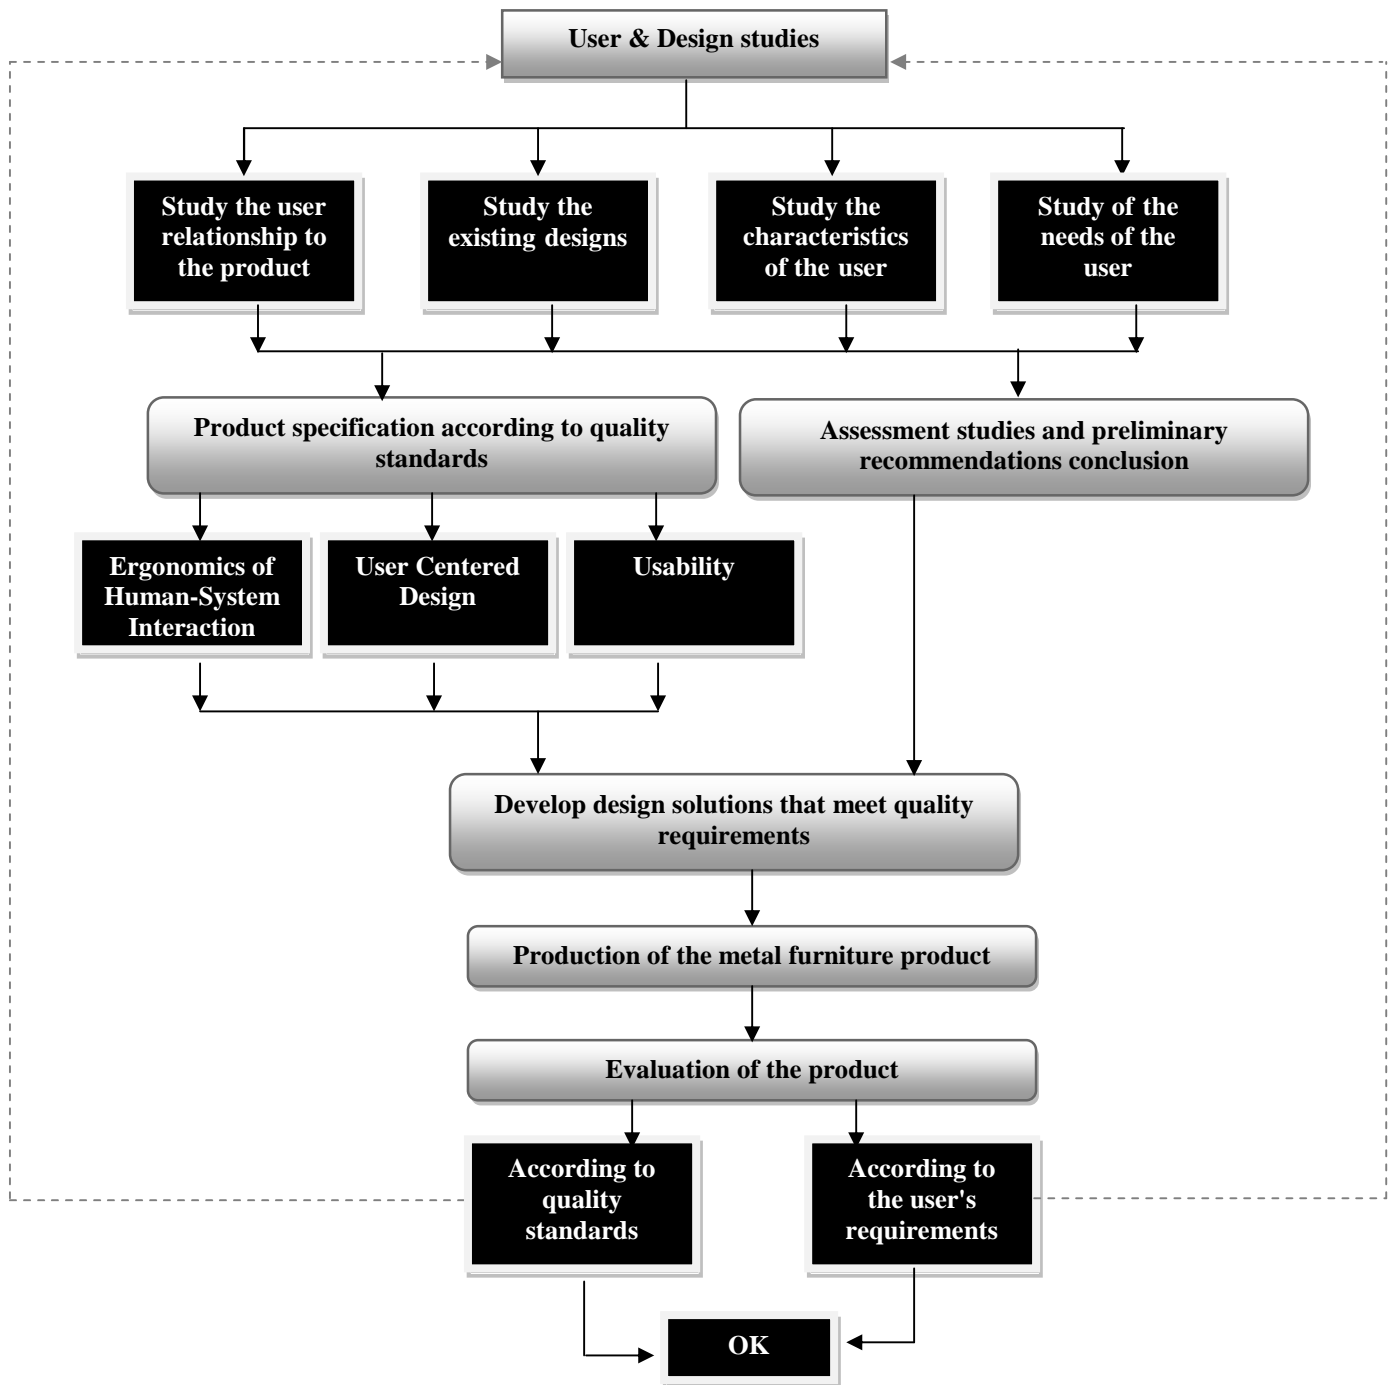 User & Design studies
Study the user
relationship to
the product
Study the
existing designs
Study the
characteristics
of the user
Study of the
needs of the
user
Product specification according to quality
standards
Assessment studies and preliminary
recommendations conclusion
Ergonomics of
Human-System
Interaction
User Centered
Design
Usability
Develop design solutions that meet quality
requirements
Production of the metal furniture product
Evaluation of the product
According to
quality
standards
According to
the user's
requirements
OK